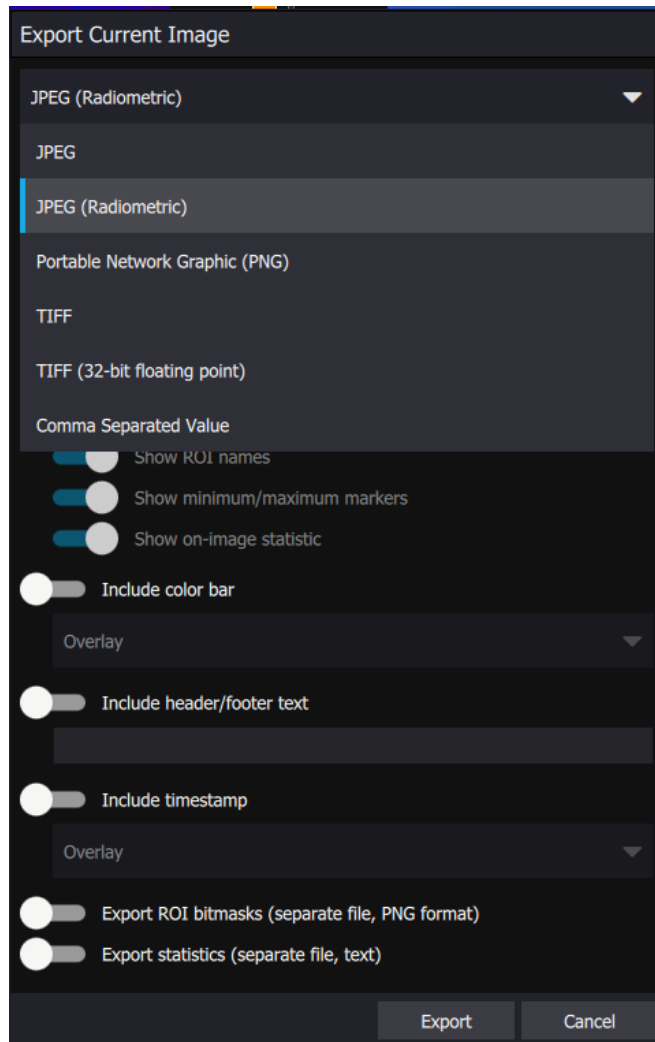 Export Current Image
JPEG (Radiometric)
JPEG
JPEG (Radiometric)
Portable Network Graphic (PNG)
TIFF
TIFF (32-bit floating point)
Comma Separated Value
Show ROI names
Show minimum/maximum markers
Show on-image statistic
Include color bar
Overlay
Include header/footer text
Include timestamp
Overlay
Export ROI bitmasks (separate file, PNG format)
Export statistics (separate file, text)
Export Cancel